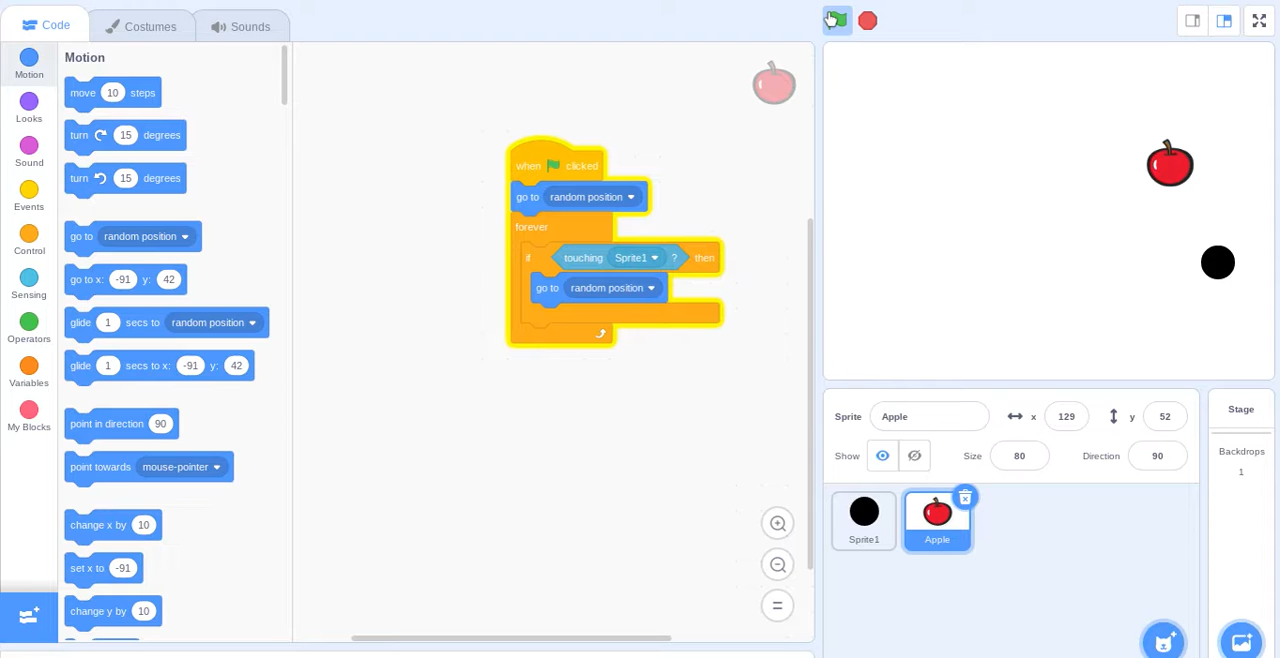 Code
Costumes
Sounds
Motion
Looks
Sound
Events
Control
Sensing
Operators
Variables
My Blocks
Motion
move 10 steps
turn 15 degrees
turn 15 degrees
go to random position
go to x: -91 y: 42
glide 1 secs to random position
glide 1 secs to x: -91 y: 42
point in direction 90
point towards mouse-pointer
change x by 10
set x to -91
change y by 10
when clicked
go to random position
forever
if touching Sprite1 ? then
go to random position
Sprite Apple x 129 y 52
Show Size 80 Direction 90
Sprite1
Apple
Stage
Backdrops
1